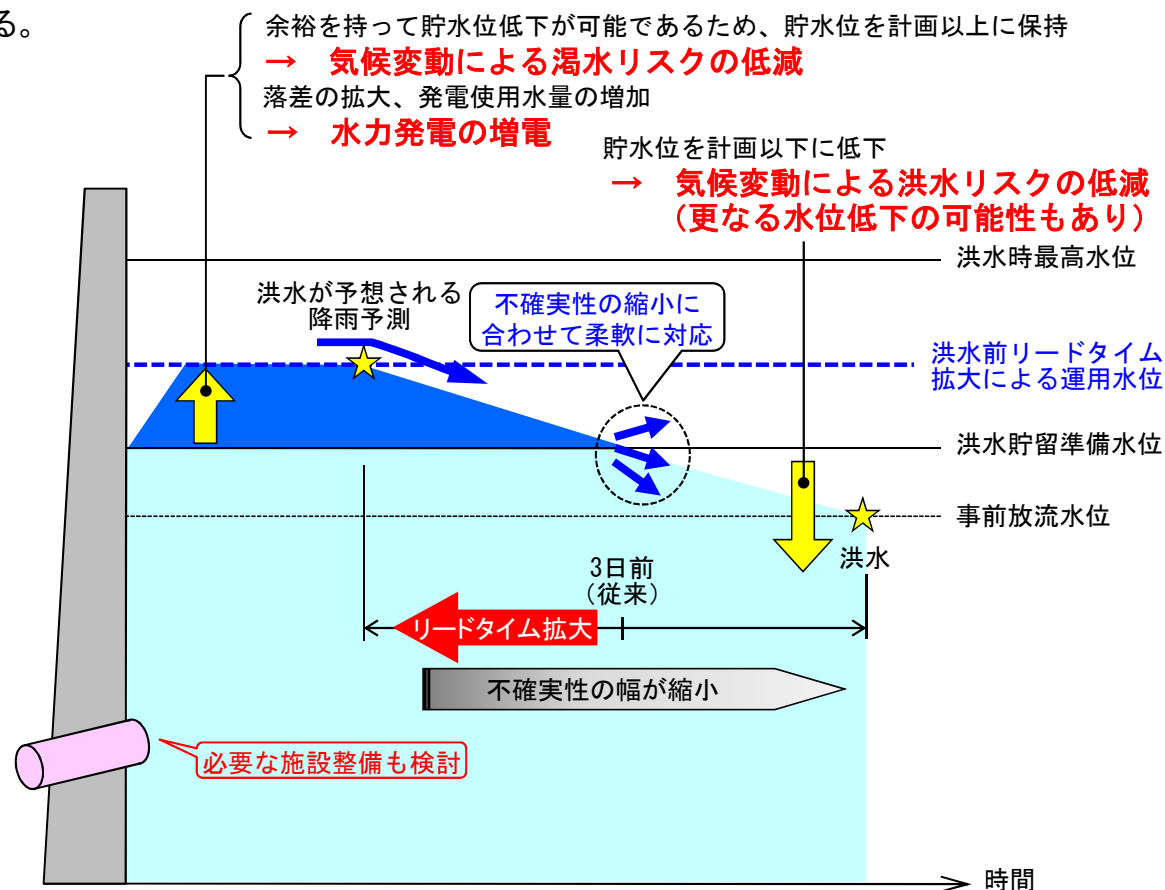 る。
余裕を持って貯水位低下が可能であるため、貯水位を計画以上に保持
→ 気候変動による渇水リスクの低減
落差の拡大、発電使用水量の増加
→ 水力発電の増電
貯水位を計画以下に低下
→ 気候変動による洪水リスクの低減
（更なる水位低下の可能性もあり）
洪水時最高水位
洪水が予想される
降雨予測
不確実性の縮小に
合わせて柔軟に対応
洪水前リードタイム
拡大による運用水位
洪水貯留準備水位
事前放流水位
洪水
3日前
（従来）
リードタイム拡大
不確実性の幅が縮小
必要な施設整備も検討
時間